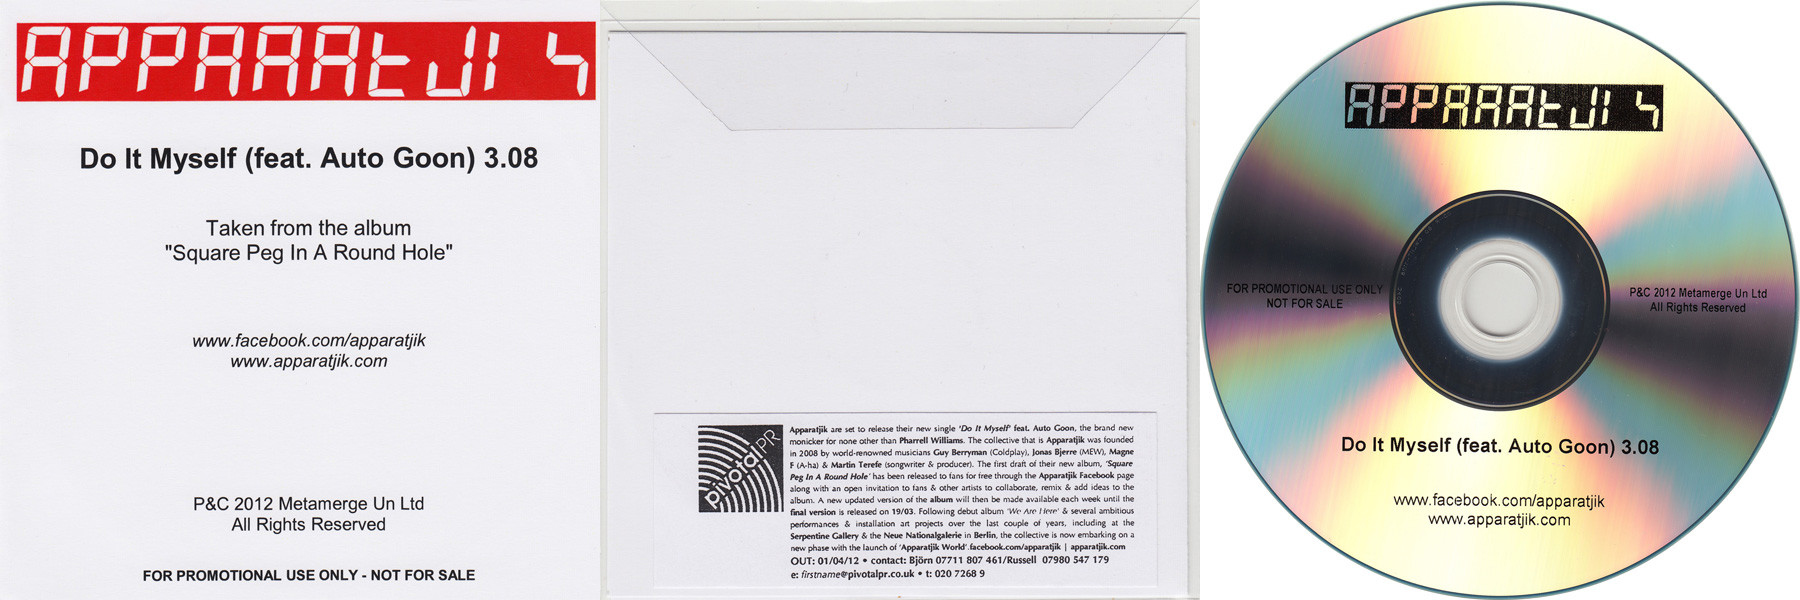 APPARAtJI4
Do It Myself (feat. Auto Goon) 3.08
Taken from the album
"Square Peg In A Round Hole"
www.facebook.com/apparatjik
www.apparatjik.com
P&C 2012 Metamerge Un Ltd
All Rights Reserved
FOR PROMOTIONAL USE ONLY - NOT FOR SALE
pivotalPR
Apparatjik are set to release their new single 'Do It Myself' feat. Auto Goon, the brand new
monicker for none other than Pharrell Williams. The collective that is Apparatjik was founded
in 2008 by world-renowned musicians Guy Berryman (Coldplay), Jonas Bjerre (MEW), Magne
F (A-ha) & Martin Terefe (songwriter & producer). The first draft of their new album, 'Square
Peg In A Round Hole' has been released to fans for free through the Apparatjik Facebook page
along with an open invitation to fans & other artists to collaborate, remix & add ideas to the
album. A new updated version of the album will then be made available each week until the
final version is released on 19/03. Following debut album 'We Are Here' & several ambitious
performances & installation art projects over the last couple of years, including at the
Serpentine Gallery & the Neue Nationalgalerie in Berlin, the collective is now embarking on a
new phase with the launch of 'Apparatjik World'.facebook.com/apparatjik | apparatjik.com
OUT: 01/04/12 • contact: Björn 07711 807 461/Russell 07980 547 179
e: firstname@pivotalpr.co.uk • t: 020 7268 9
APPARAtJI4
FOR PROMOTIONAL USE ONLY
NOT FOR SALE
P&C 2012 Metamerge Un Ltd
All Rights Reserved
Do It Myself (feat. Auto Goon) 3.08
www.facebook.com/apparatjik
www.apparatjik.com